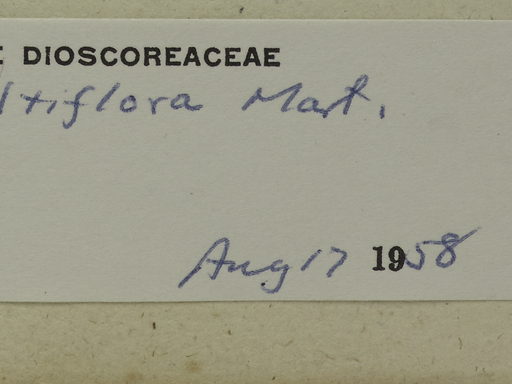 DIOSCOREACEAE
ltiflora Mart.
Aug 17 1958